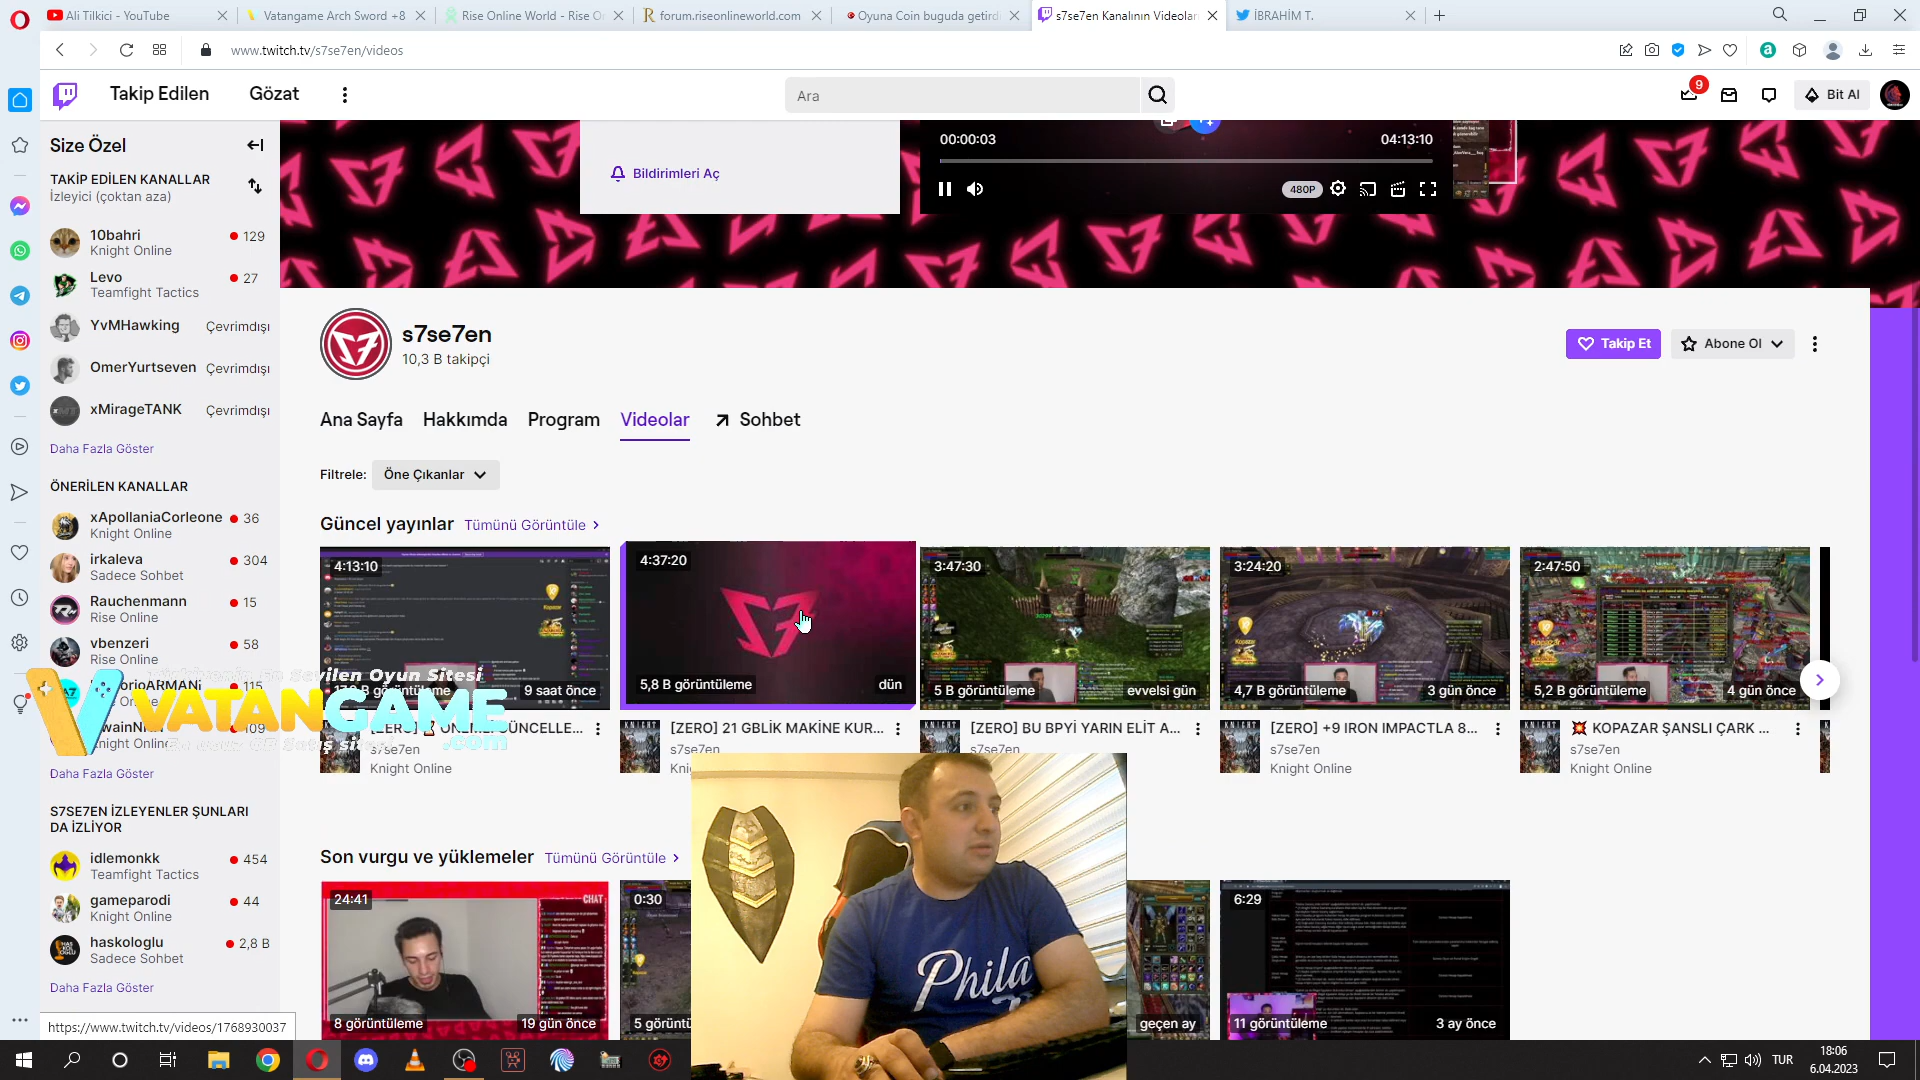 Ali Tilkici - YouTube
Vatangame Arch Sword +8
Rise Online World - Rise O
forum.riseonlineworld.com
Oyuna Coin buguda getirdi
s7se7en Kanalının Videoları
İBRAHİM T.
www.twitch.tv/s7se7en/videos
Takip Edilen
Gözat
Ara
9
Bit Al
Size Özel
TAKİP EDİLEN KANALLAR
İzleyici (çoktan aza)
10bahri
129
Knight Online
Levo
27
Teamfight Tactics
YvMHawking
Çevrimdışı
OmerYurtseven
Çevrimdışı
xMirageTANK
Çevrimdışı
Daha Fazla Göster
ÖNERİLEN KANALLAR
xApollaniaCorleone
36
Knight Online
irkaleva
304
Sadece Sohbet
Rauchenmann
15
Rise Online
vbenzeri
58
Rise Online
115
109
Daha Fazla Göster
S7SE7EN İZLEYENLER ŞUNLARI
DA İZLİYOR
idlemonkk
454
Teamfight Tactics
gameparodi
44
Knight Online
haskologlu
2,8 B
Sadece Sohbet
Daha Fazla Göster
https://www.twitch.tv/videos/1768930037
Bildirimleri Aç
00:00:03
04:13:10
480P
s7se7en
10,3 B takipçi
Takip Et
Abone Ol
Ana Sayfa
Hakkımda
Program
Videolar
Sohbet
Filtrele:
Öne Çıkanlar
Güncel yayınlar
Tümünü Görüntüle
4:13:10
9 saat önce
s7se7en
Knight Online
4:37:20
5,8 B görüntüleme
dün
[ZERO] 21 GBLİK MAKİNE KUR...
s7se7en
3:47:30
5 B görüntüleme
evvelsi gün
[ZERO] BU BPYİ YARIN ELİT A...
s7se7en
3:24:20
Kopazar
4,7 B görüntüleme
3 gün önce
[ZERO] +9 IRON IMPACTLA 8...
s7se7en
Knight Online
2:47:50
5,2 B görüntüleme
4 gün önce
KOPAZAR ŞANSLI ÇARK ...
s7se7en
Knight Online
VATANGAME
.com
Son vurgu ve yüklemeler
Tümünü Görüntüle
24:41
CHAT
8 görüntüleme
19 gün önce
0:30
5 görüntü
geçen ay
6:29
11 görüntüleme
3 ay önce
Phila
TUR
18:06
6.04.2023